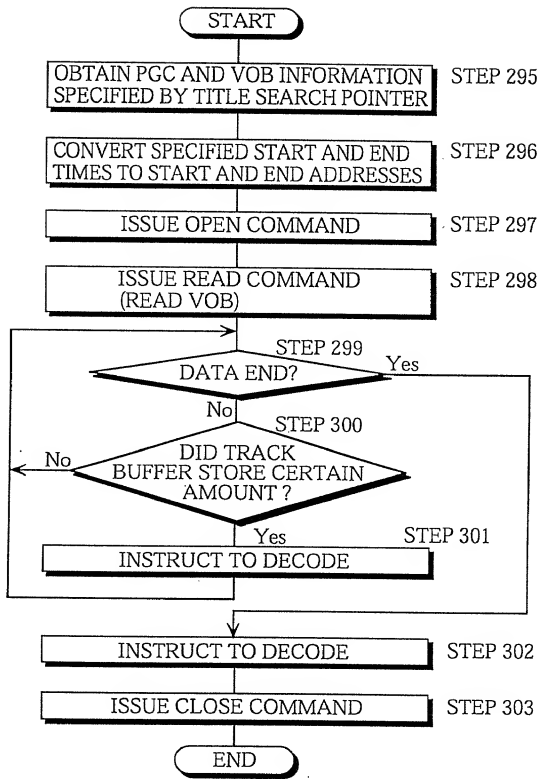 START
OBTAIN PGC AND VOB INFORMATION
SPECIFIED BY TITLE SEARCH POINTER
STEP 295
CONVERT SPECIFIED START AND END
TIMES TO START AND END ADDRESSES
STEP 296
ISSUE OPEN COMMAND
STEP 297
ISSUE READ COMMAND
(READ VOB)
STEP 298
STEP 299
DATA END?
Yes
No
STEP 300
DID TRACK
BUFFER STORE CERTAIN
AMOUNT ?
No
Yes
STEP 301
INSTRUCT TO DECODE
INSTRUCT TO DECODE
STEP 302
ISSUE CLOSE COMMAND
STEP 303
END